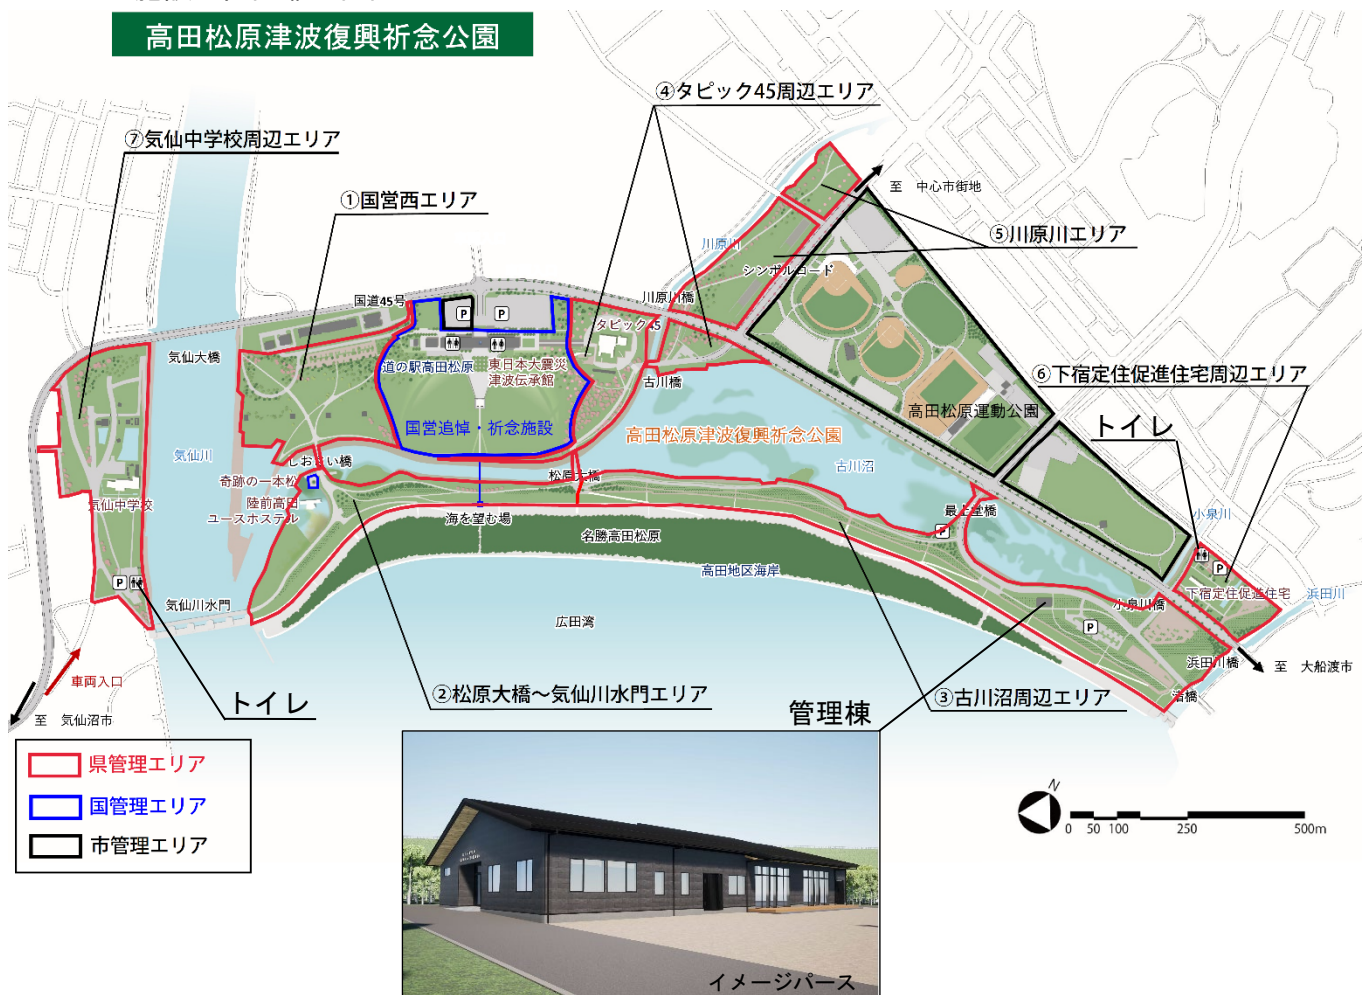 高田松原津波復興祈念公園
④タピック45周辺エリア
⑦気仙中学校周辺エリア
①国営西エリア
至 中心市街地
⑤川原川エリア
川原川
シンボルロード
国道45号
川原川橋
P
P
タピック45
気仙大橋
道の駅高田松原
東日本大震災
津波伝承館
古川橋
⑥下宿定住促進住宅周辺エリア
高田松原運動公園
トイレ
国営追悼・祈念施設
高田松原津波復興祈念公園
気仙川
しおさい橋
古川沼
奇跡の一本松
松原大橋
気仙中学校
陸前高田
ユースホステル
海を望む場
最上堂橋
小泉川
P
名勝高田松原
高田地区海岸
P
P
下宿定住促進住宅
浜田川
気仙川水門
小泉川橋
広田湾
P
浜田川橋
至 大船渡市
車両入口
トイレ
②松原大橋～気仙川水門エリア
③古川沼周辺エリア
至 気仙沼市
管理棟
県管理エリア
国管理エリア
市管理エリア
N
0 50 100 250 500m
イメージパース